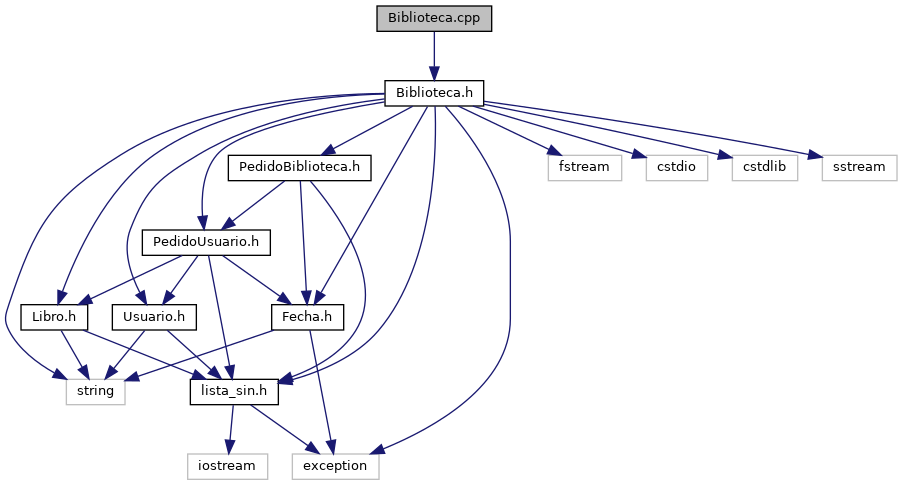 Biblioteca.cpp
Biblioteca.h
PedidoBiblioteca.h
fstream
cstdio
cstdlib
sstream
PedidoUsuario.h
Libro.h
Usuario.h
Fecha.h
string
lista_sin.h
iostream
exception